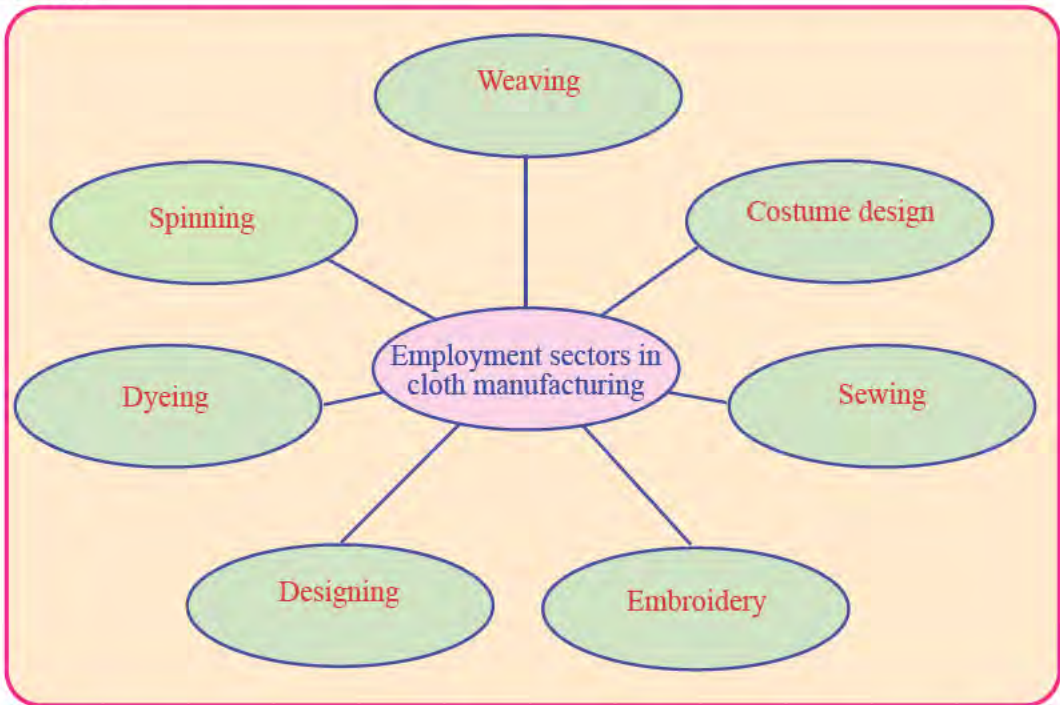 Weaving
Spinning
Costume design
Employment sectors in
cloth manufacturing
Dyeing
Sewing
Designing
Embroidery